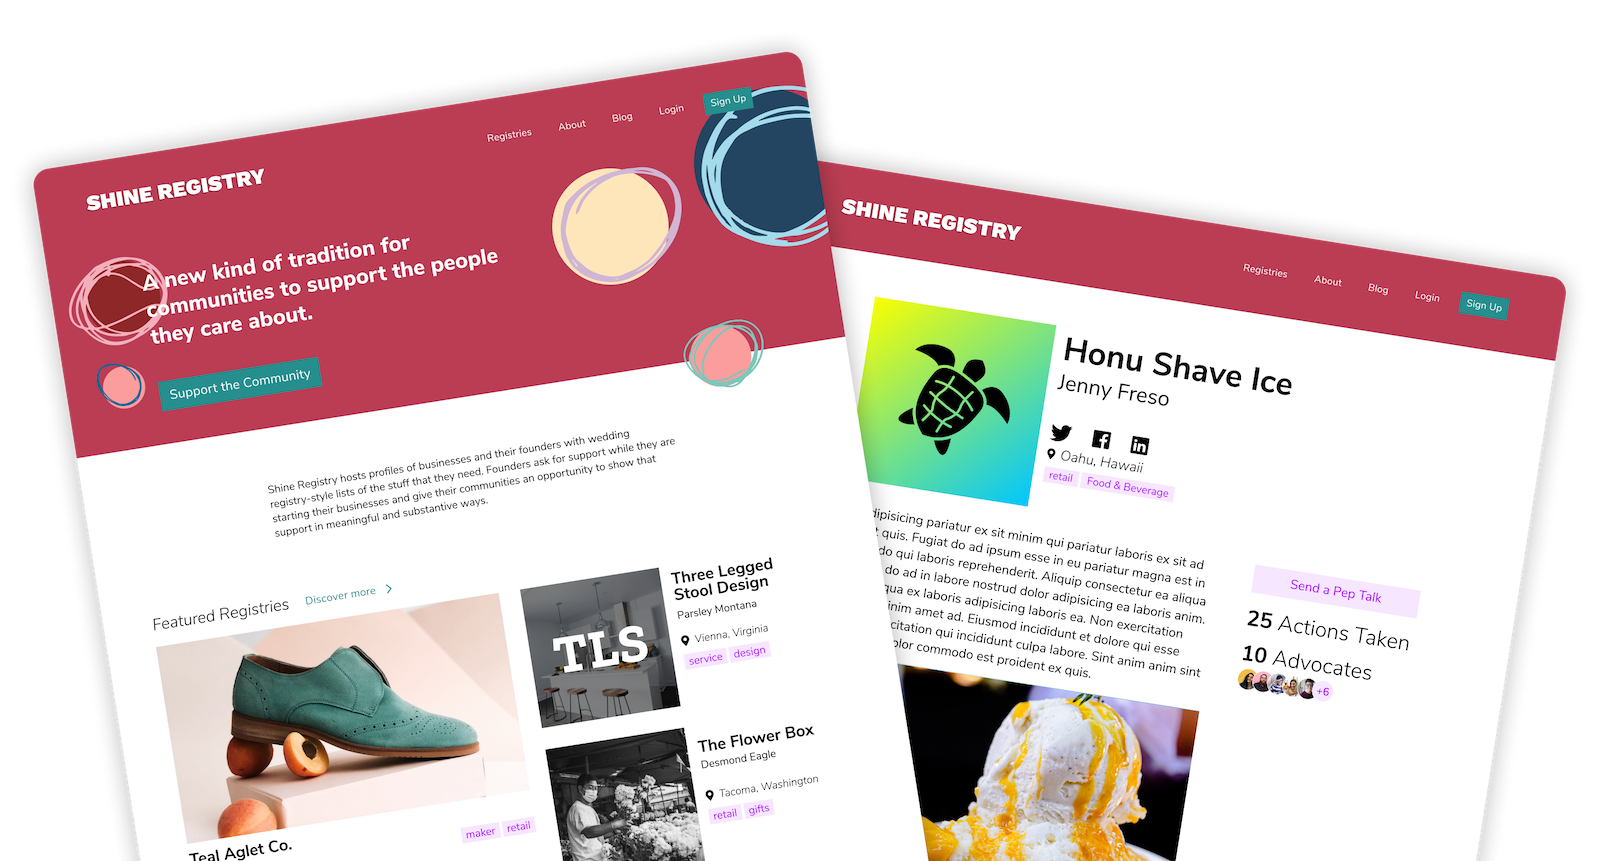 Registries
About
Blog
Login
Sign Up
SHINE REGISTRY
A new kind of tradition for
communities to support the people
they care about.
Support the Community
Shine Registry hosts profiles of businesses and their founders with wedding
registry-style lists of the stuff that they need. Founders ask for support while they are
starting their businesses and give their communities an opportunity to show that
support in meaningful and substantive ways.
Featured Registries
Discover more
Teal Aglet Co.
maker
retail
TLS
Three Legged
Stool Design
Parsley Montana
Vienna, Virginia
service
design
The Flower Box
Desmond Eagle
Tacoma, Washington
retail
gifts
SHINE REGISTRY
Registries
About
Blog
Login
Sign Up
Honu Shave Ice
Jenny Freso
Oahu, Hawaii
retail
Food & Beverage
dipisicing pariatur ex sit minim qui pariatur laboris ex sit ad
quis. Fugiat do ad ipsum esse in eu pariatur magna est in
do qui laboris reprehenderit. Aliquip consectetur ea aliqua
do ad in labore nostrud dolor adipisicing ea laboris anim.
qua ex laboris adipisicing laboris ea. Non exercitation
inim amet ad. Eiusmod incididunt et dolore qui esse
citation qui incididunt culpa labore. Sint anim anim sint
olor commodo est proident ex quis.
Send a Pep Talk
25 Actions Taken
10 Advocates
+6